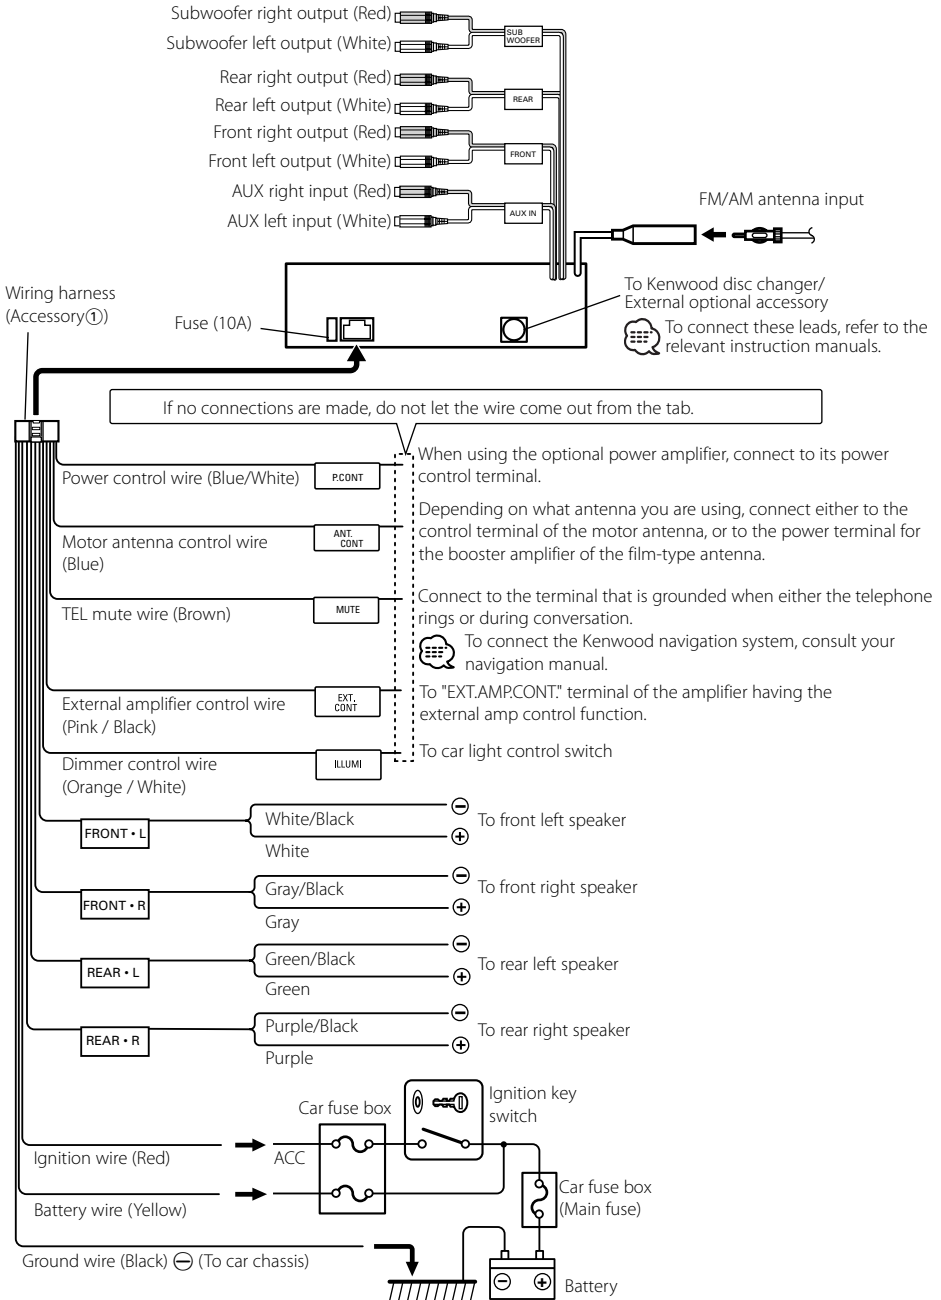 Subwoofer right output (Red)
Subwoofer left output (White)
SUB
WOOFER
Rear right output (Red)
Rear left output (White)
REAR
Front right output (Red)
Front left output (White)
FRONT
AUX right input (Red)
AUX left input (White)
AUX IN
FM/AM antenna input
Wiring harness
(Accessory①)
Fuse (10A)
To Kenwood disc changer/
External optional accessory
To connect these leads, refer to the
relevant instruction manuals.
If no connections are made, do not let the wire come out from the tab.
Power control wire (Blue/White)
P.CONT
When using the optional power amplifier, connect to its power
control terminal.
Motor antenna control wire
(Blue)
ANT.
CONT
Depending on what antenna you are using, connect either to the
control terminal of the motor antenna, or to the power terminal for
the booster amplifier of the film-type antenna.
TEL mute wire (Brown)
MUTE
Connect to the terminal that is grounded when either the telephone
rings or during conversation.
To connect the Kenwood navigation system, consult your
navigation manual.
External amplifier control wire
(Pink / Black)
EXT.
CONT
To "EXT.AMP.CONT." terminal of the amplifier having the
external amp control function.
Dimmer control wire
(Orange / White)
ILLUMI
To car light control switch
FRONT • L
White/Black
White
⊖
⊕
To front left speaker
FRONT • R
Gray/Black
Gray
⊖
⊕
To front right speaker
REAR • L
Green/Black
Green
⊖
⊕
To rear left speaker
REAR • R
Purple/Black
Purple
⊖
⊕
To rear right speaker
Ignition key
switch
Car fuse box
Ignition wire (Red)
ACC
Battery wire (Yellow)
Car fuse box
(Main fuse)
Ground wire (Black) ⊖ (To car chassis)
⊖ ⊕
Battery